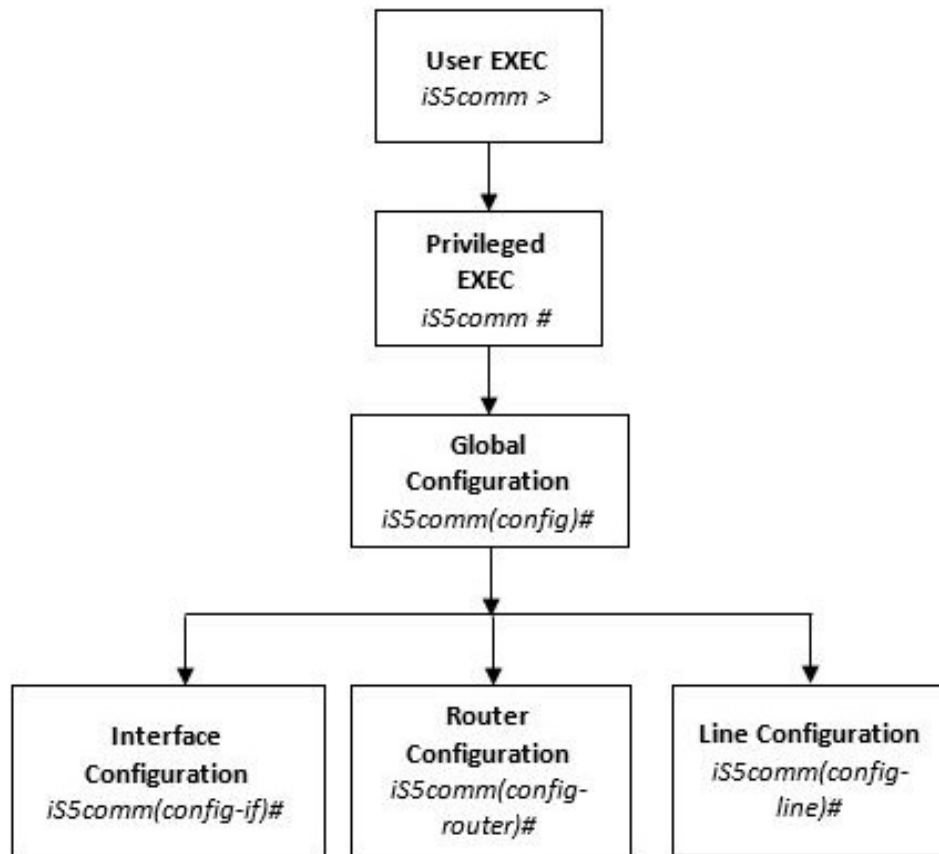 User EXEC
iS5comm >
Privileged
EXEC
iS5comm #
Global
Configuration
iS5comm(config)#
Interface
Configuration
iS5comm(config-if)#
Router
Configuration
iS5comm(config-
router)#
Line Configuration
iS5comm(config-
line)#